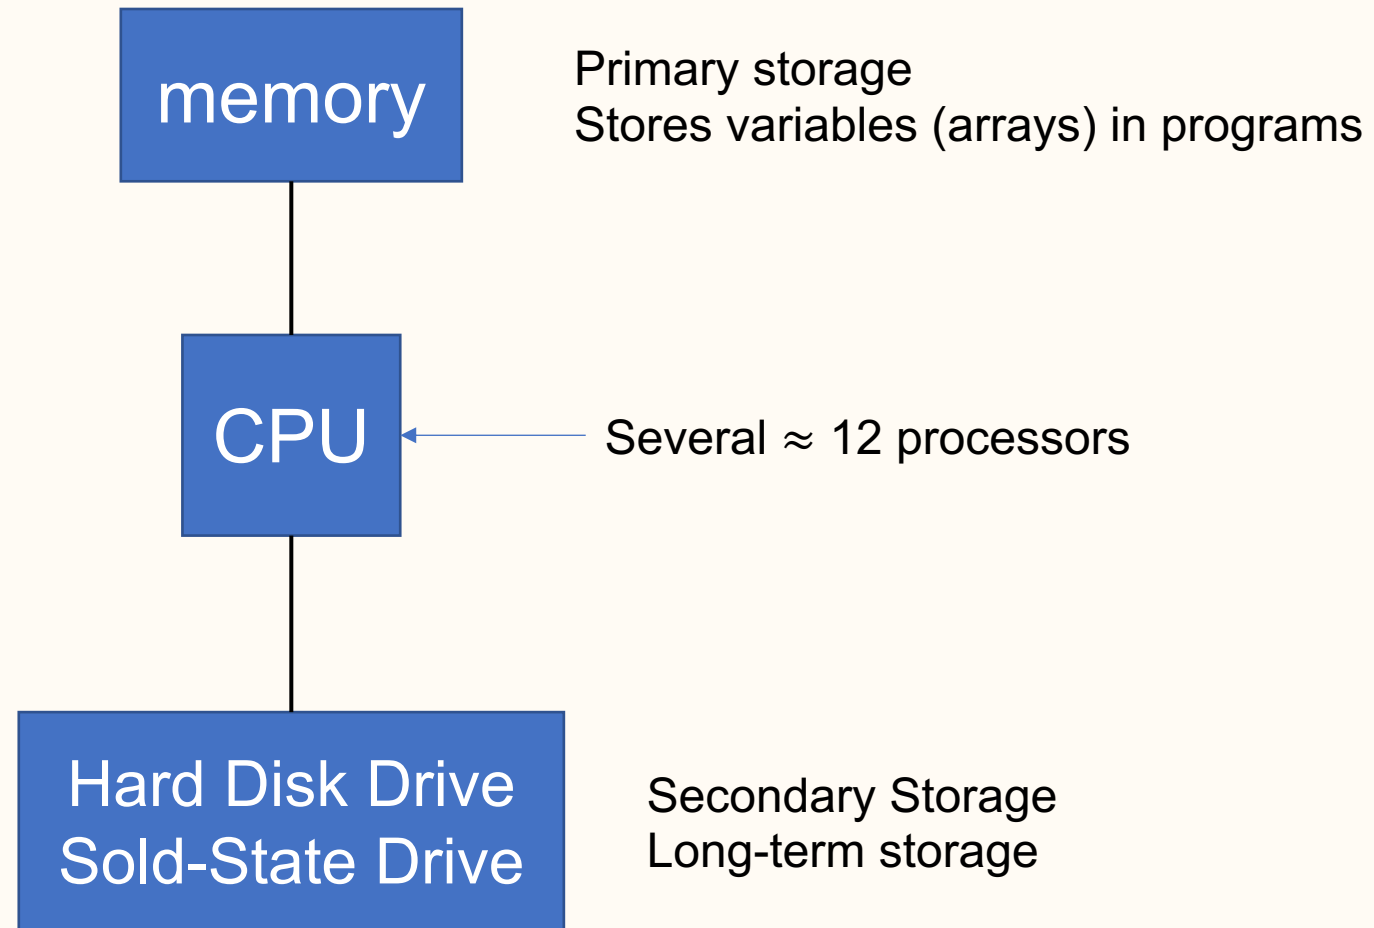 memory
Primary storage
Stores variables (arrays) in programs
CPU
Several ≈ 12 processors
Hard Disk Drive
Sold-State Drive
Secondary Storage
Long-term storage